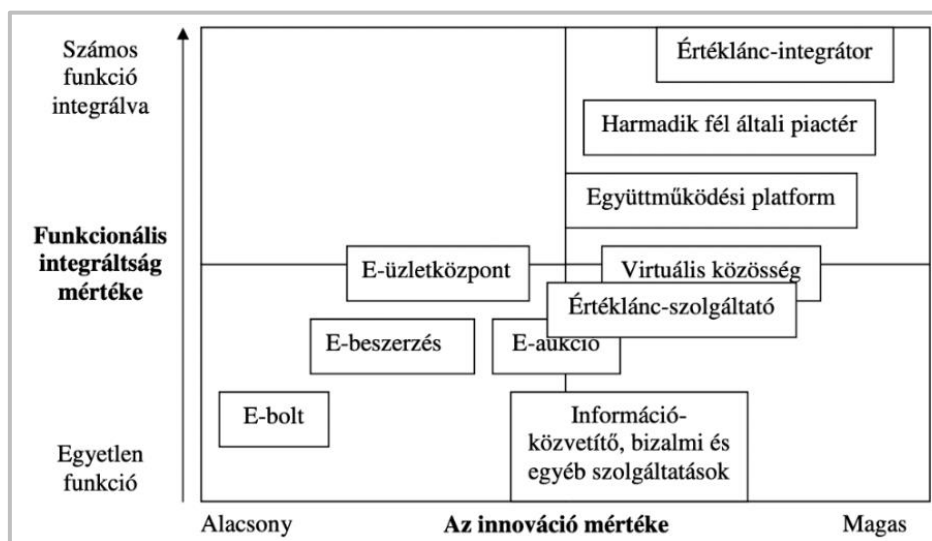 Számos
funkció
integrálva
Értéklánc-integrátor
Harmadik fél általi piactér
Együttműködési platform
Funkcionális
integráltság
mértéke
E-üzletközpont
Virtuális közösség
Értéklánc-szolgáltató
E-beszerzés
E-aukció
E-bolt
Információ-
közvetítő, bizalmi és
egyéb szolgáltatások
Egyetlen
funkció
Alacsony
Az innováció mértéke
Magas